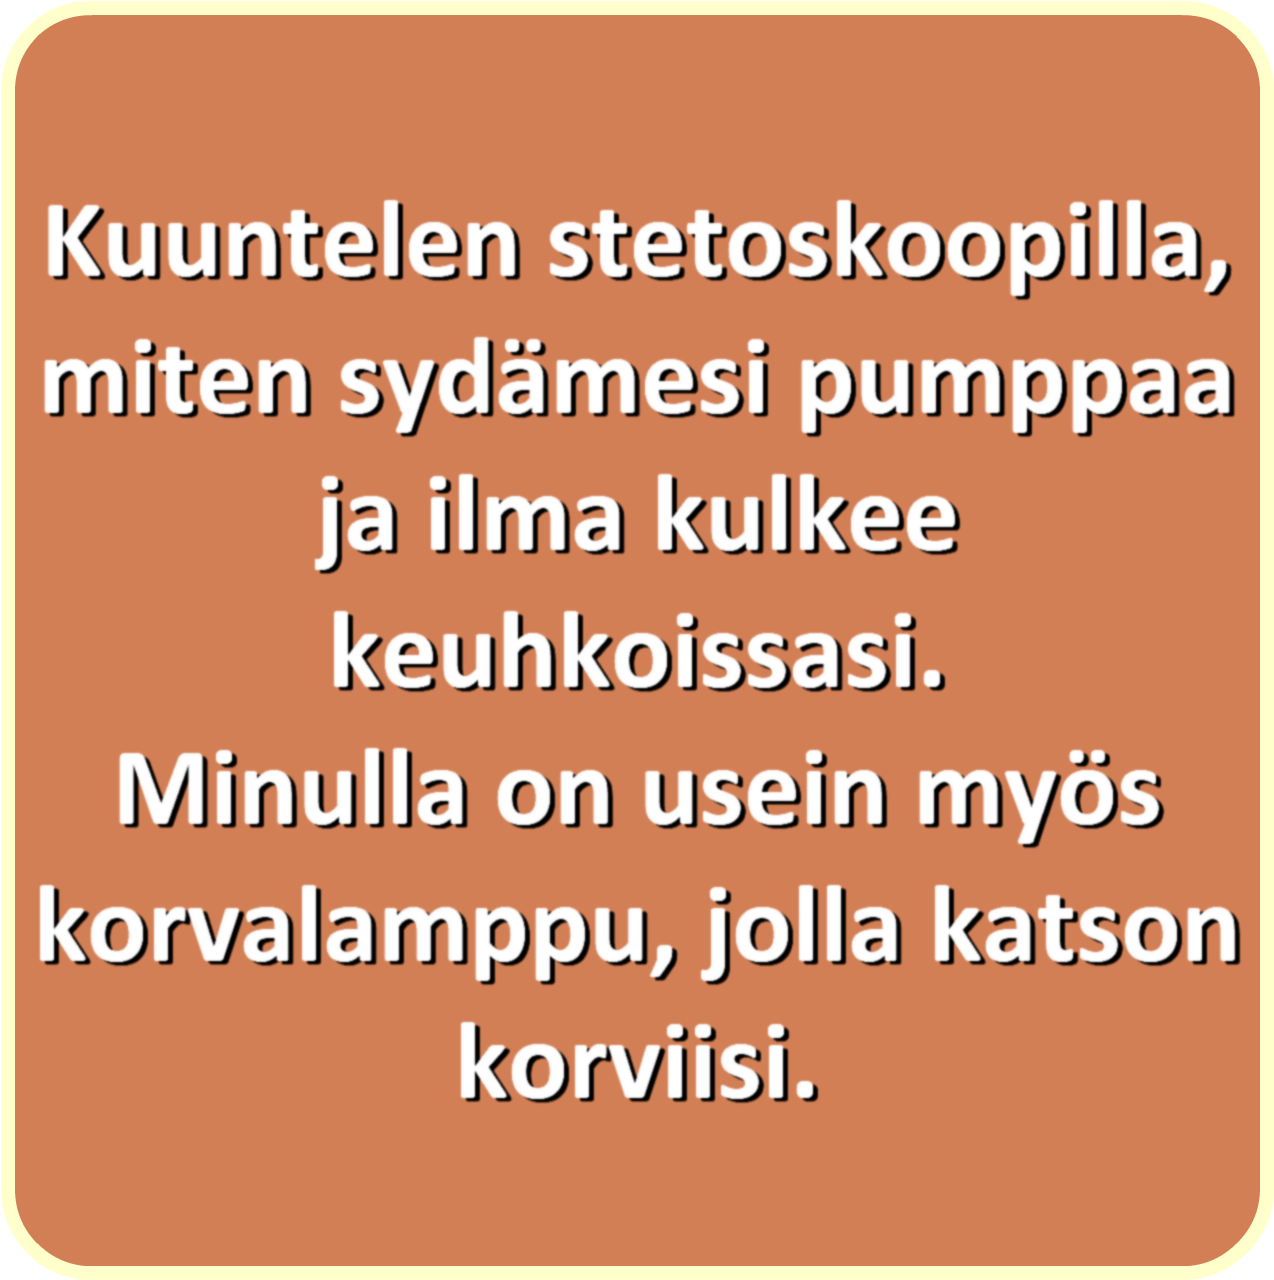 Kuuntelen stetoskoopilla,
miten sydämesi pumppaa
ja ilma kulkee
keuhkoissasi.
Minulla on usein myös
korvalamppu, jolla katson
korviisi.